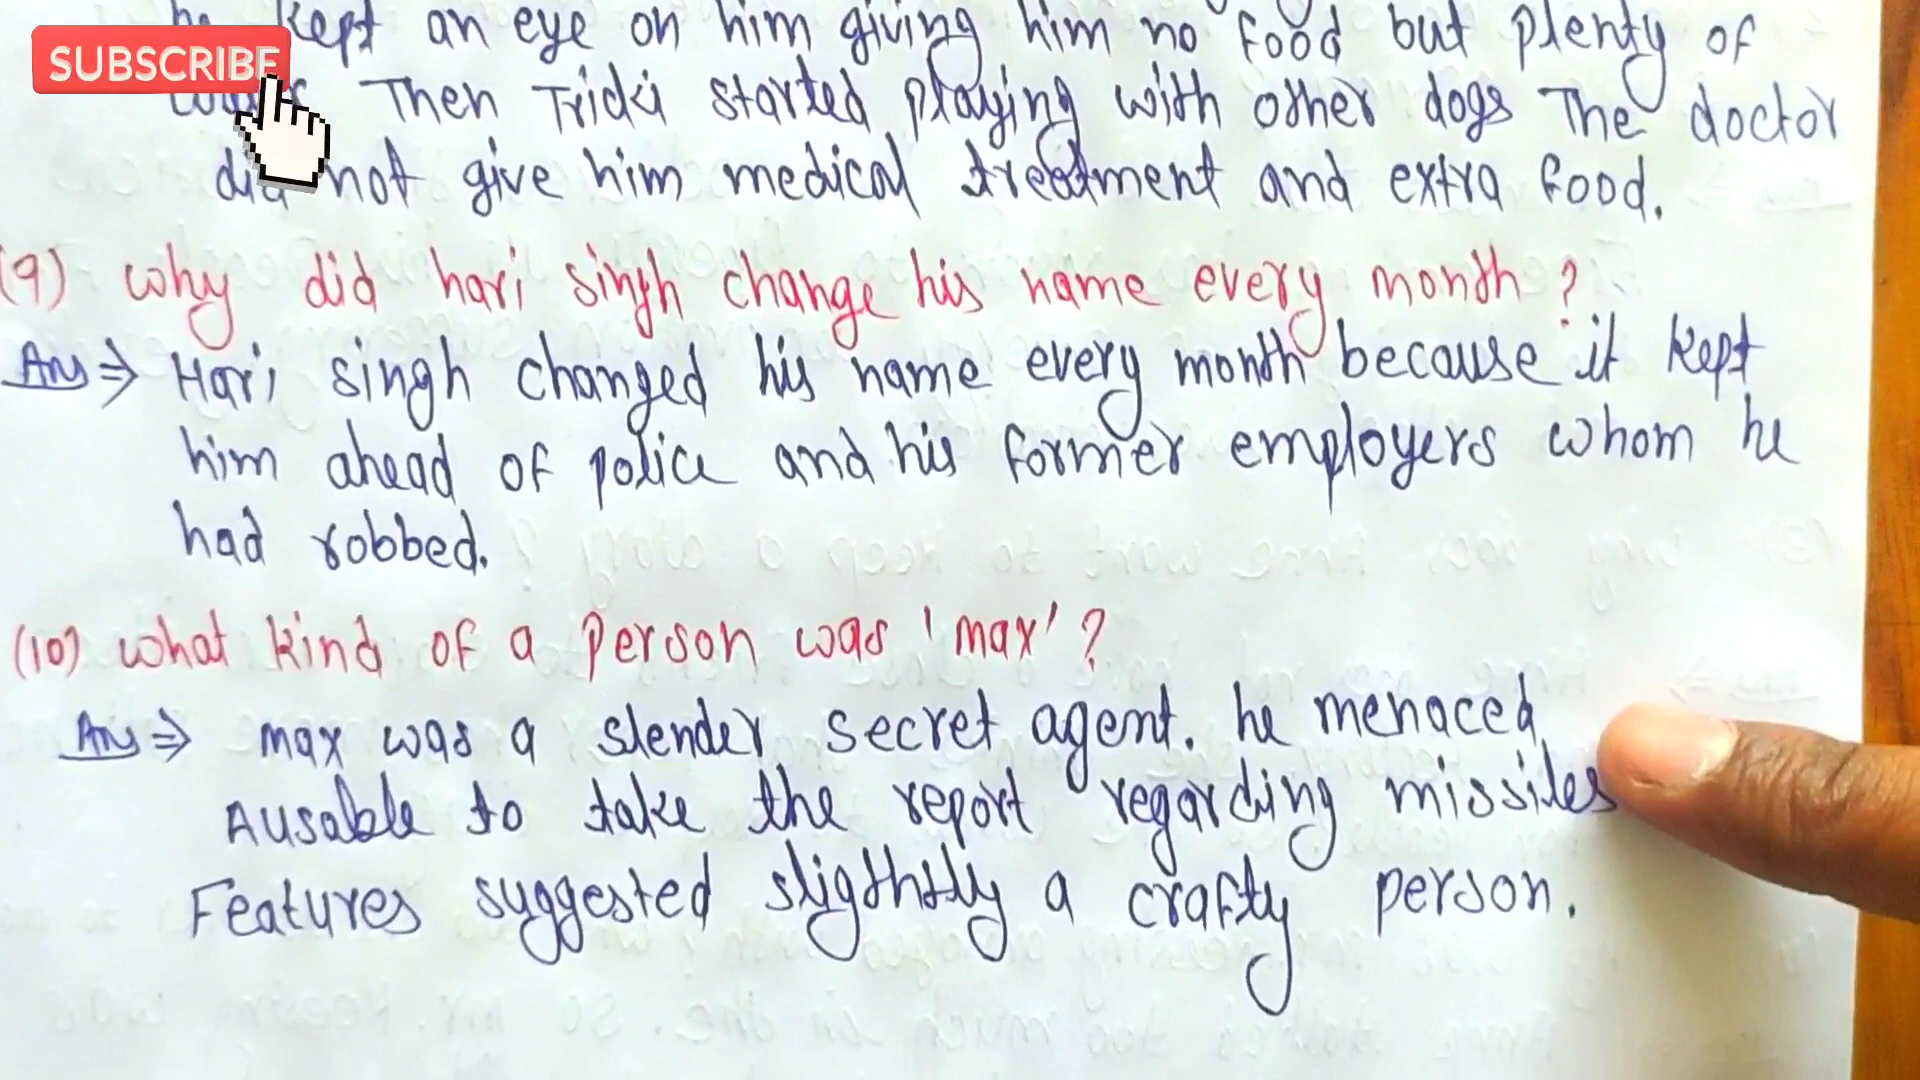 he kept an eye on him giving him no food but plenty of
SUBSCRIBE
Then Tricki started playing with other dogs The doctor
did not give him medical treatment and extra food.
(9) why did hari singh change his name every month ?
Ans ⇒ Hari singh changed his name every month because it kept
him ahead of police and his former employers whom he
had robbed.
(10) what kind of a person was 'max' ?
Ans ⇒ max was a slender secret agent. he menaced
Ausable to take the report regarding missiles
Features suggested sligthtly a crafty person.